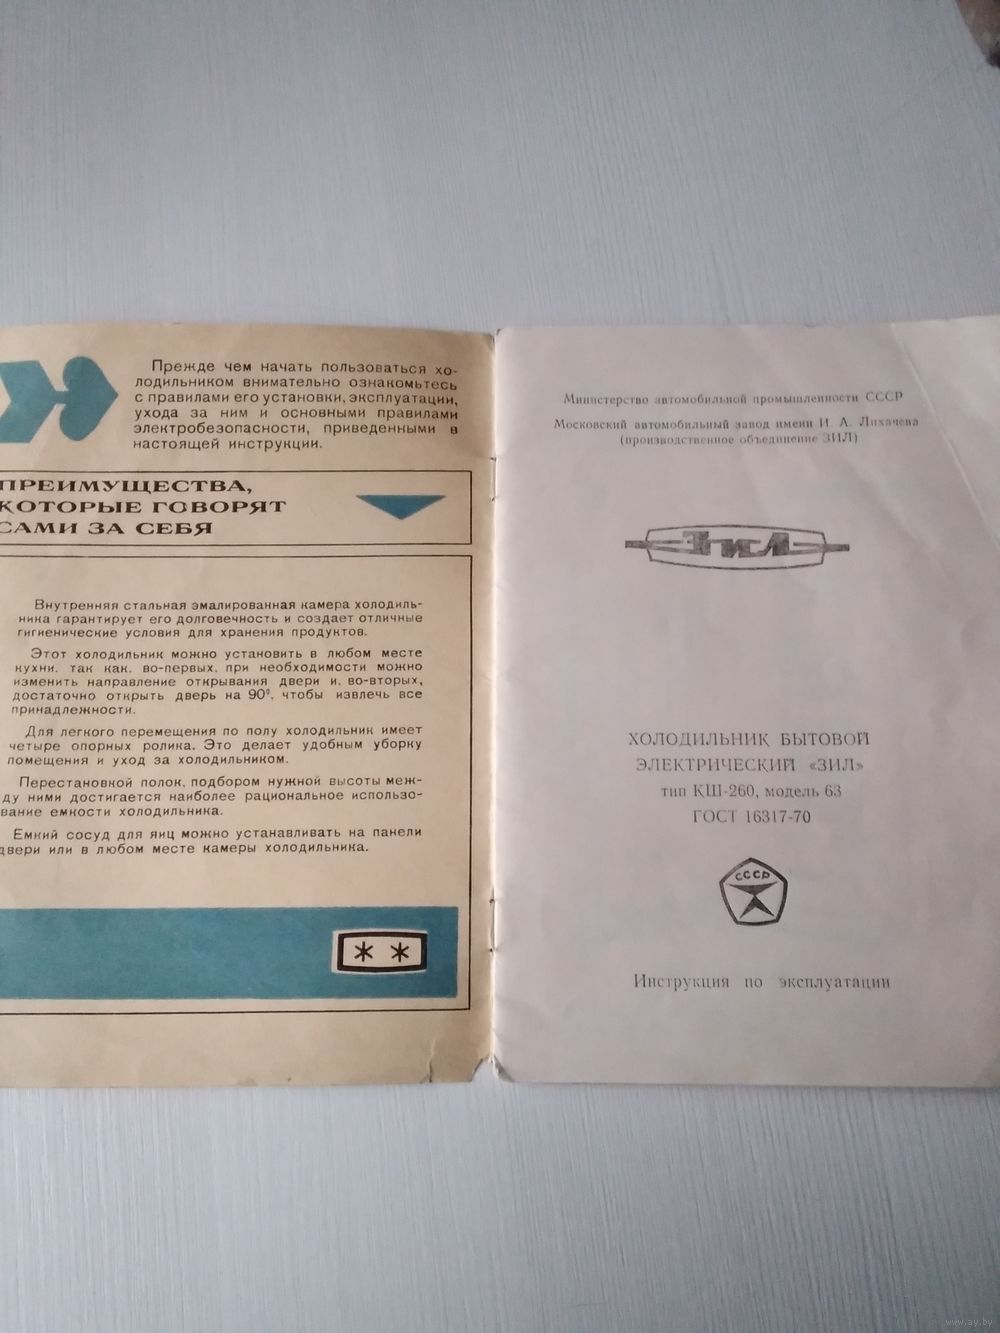 Прежде чем начать пользоваться хо-
лодильником внимательно ознакомьтесь
с правилами его установки, эксплуатации,
ухода за ним и основными правилами
электробезопасности, приведенными в
настоящей инструкции.
ПРЕИМУЩЕСТВА,
КОТОРЫЕ ГОВОРЯТ
САМИ ЗА СЕБЯ
Внутренняя стальная эмалированная камера холодиль-
ника гарантирует его долговечность и создает отличные
гигиенические условия для хранения продуктов.
Этот холодильник можно установить в любом месте
кухни, так как, во-первых, при необходимости можно
изменить направление открывания двери и, во-вторых,
достаточно открыть дверь на 90°, чтобы извлечь все
принадлежности.
Для легкого перемещения по полу холодильник имеет
четыре опорных ролика. Это делает удобным уборку
помещения и уход за холодильником.
Перестановкой полок, подбором нужной высоты меж-
ду ними достигается наиболее рациональное использо-
вание емкости холодильника.
Емкий сосуд для яиц можно устанавливать на панели
двери или в любом месте камеры холодильника.
* *
Министерство автомобильной промышленности СССР
Московский автомобильный завод имени И. А. Лихачева
(производственное объединение ЗИЛ)
ЗИЛ
ХОЛОДИЛЬНИК БЫТОВОЙ
ЭЛЕКТРИЧЕСКИЙ «ЗИЛ»
тип КШ-260, модель 63
ГОСТ 16317-70
СССР
Инструкция по эксплуатации
www.ay.by